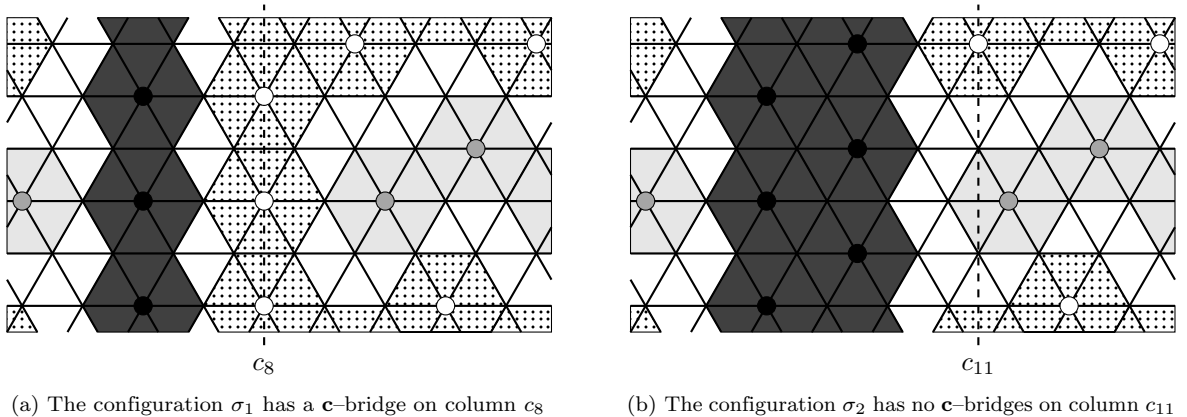 c₈
c₁₁
(a) The configuration σ₁ has a c–bridge on column c₈
(b) The configuration σ₂ has no c–bridges on column c₁₁